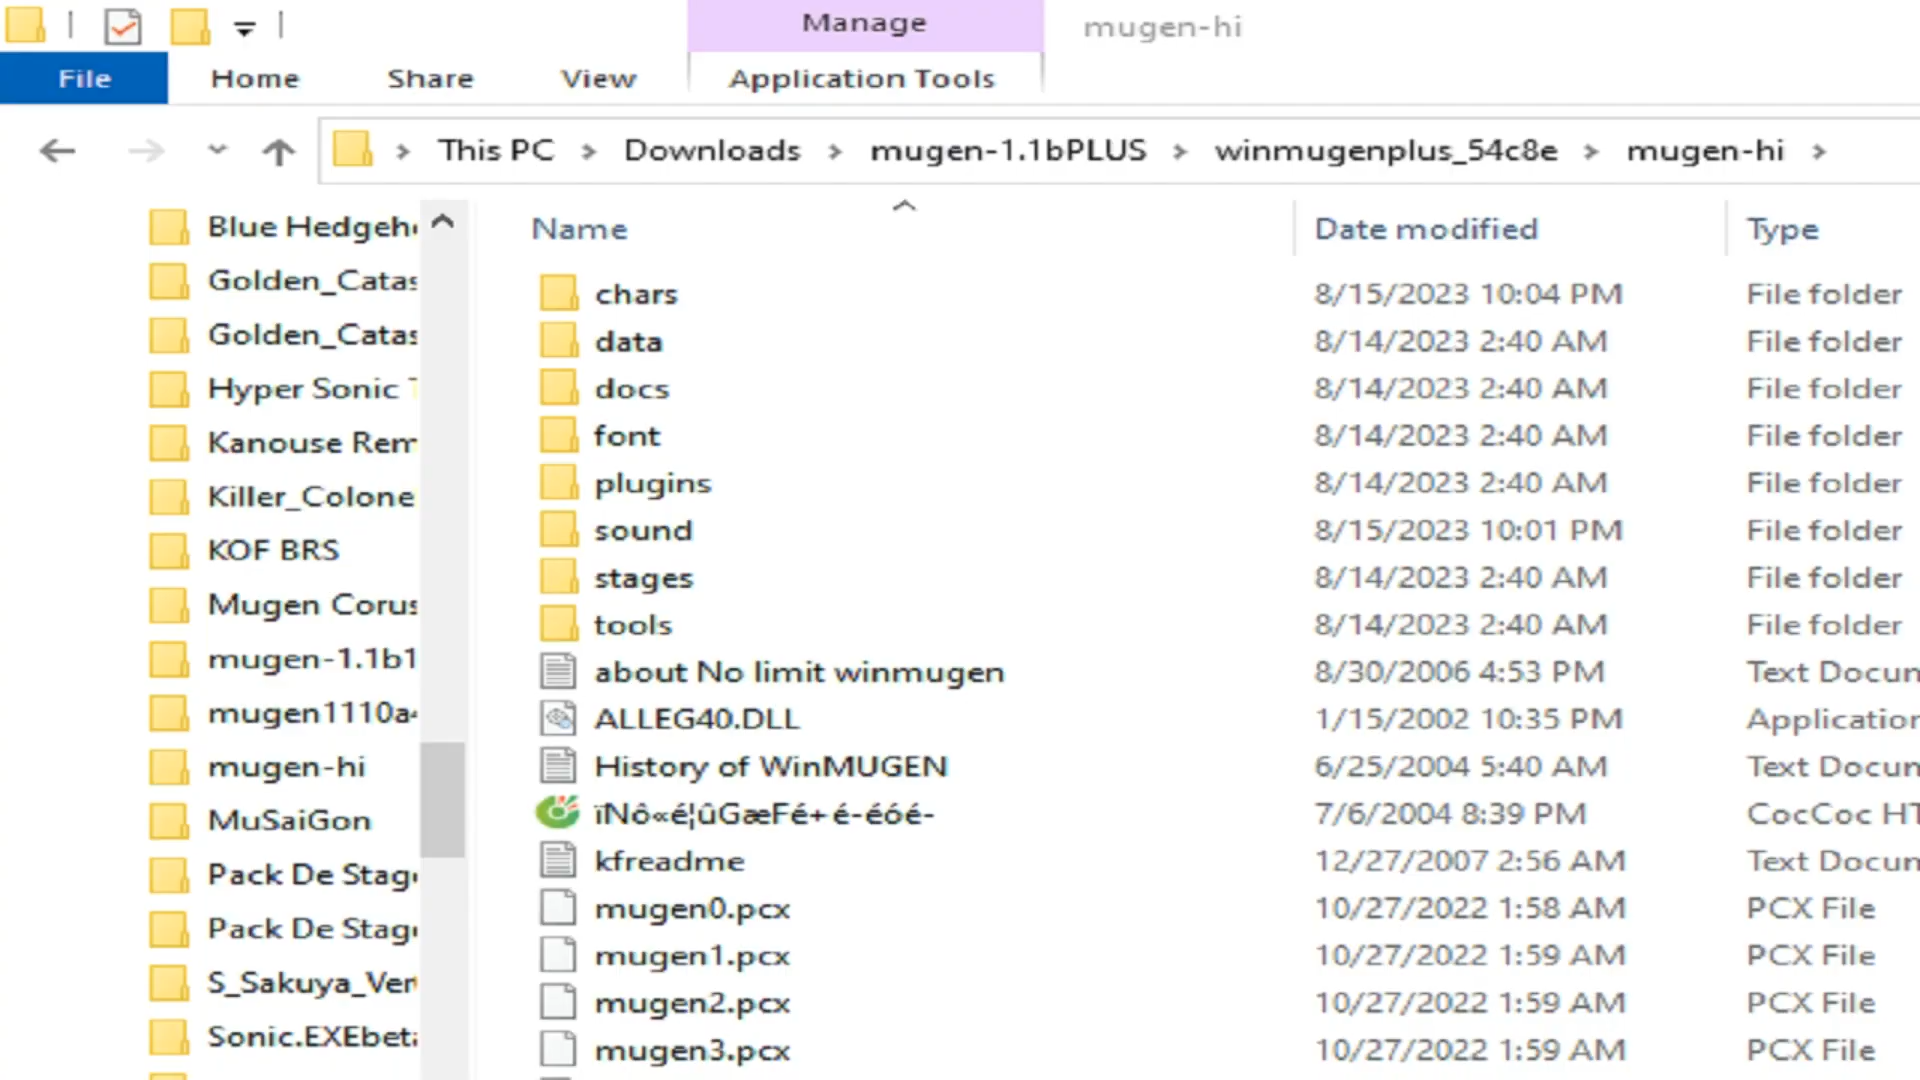 Manage
mugen-hi
File
Home
Share
View
Application Tools
This PC > Downloads > mugen-1.1bPLUS > winmugenplus_54c8e > mugen-hi >
Blue Hedgeh
Golden_Catas
Golden_Catas
Hyper Sonic
Kanouse Rem
Killer_Colone
KOF BRS
Mugen Corus
mugen-1.1b1
mugen1110a
mugen-hi
MuSaiGon
Pack De Stag
Pack De Stag
S_Sakuya_Ver
Sonic.EXEbet
Name Date modified Type
chars 8/15/2023 10:04 PM File folder
data 8/14/2023 2:40 AM File folder
docs 8/14/2023 2:40 AM File folder
font 8/14/2023 2:40 AM File folder
plugins 8/14/2023 2:40 AM File folder
sound 8/15/2023 10:01 PM File folder
stages 8/14/2023 2:40 AM File folder
tools 8/14/2023 2:40 AM File folder
about No limit winmugen 8/30/2006 4:53 PM Text Docum
ALLEG40.DLL 1/15/2002 10:35 PM Application
History of WinMUGEN 6/25/2004 5:40 AM Text Docum
ïNô«é¦ûGæFé+é-éóé- 7/6/2004 8:39 PM CocCoc HT
kfreadme 12/27/2007 2:56 AM Text Docum
mugen0.pcx 10/27/2022 1:58 AM PCX File
mugen1.pcx 10/27/2022 1:59 AM PCX File
mugen2.pcx 10/27/2022 1:59 AM PCX File
mugen3.pcx 10/27/2022 1:59 AM PCX File